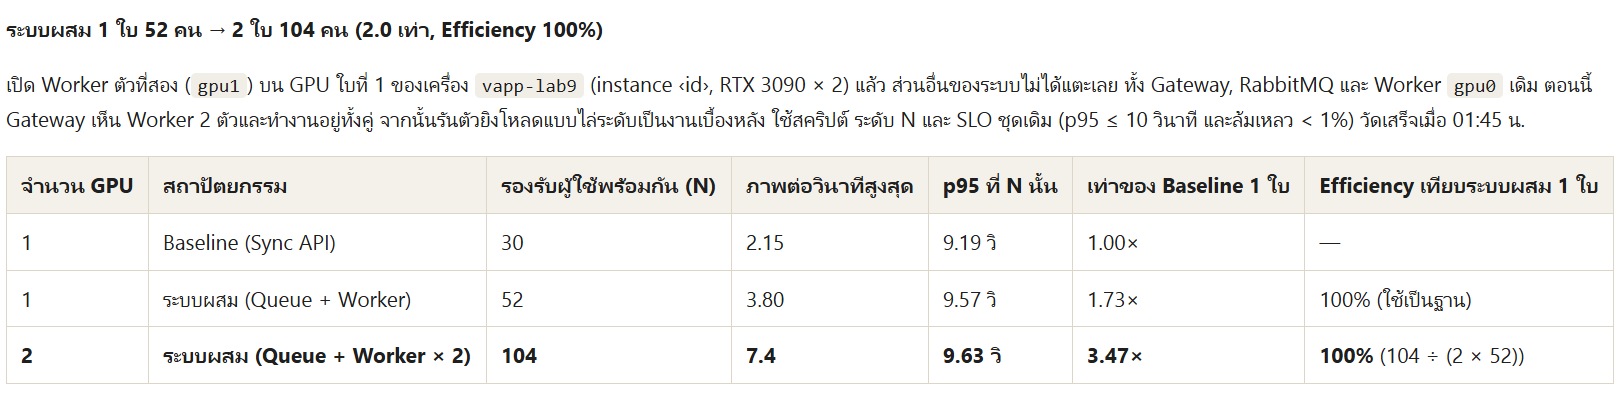 ระบบผสม 1 ใบ 52 คน → 2 ใบ 104 คน (2.0 เท่า, Efficiency 100%)
เปิด Worker ตัวที่สอง (gpu1) บน GPU ใบที่ 1 ของเครื่อง vapp-lab9 (instance ‹id›, RTX 3090 × 2) แล้ว ส่วนอื่นของระบบไม่ได้แตะเลย ทั้ง Gateway, RabbitMQ และ Worker gpu0 เดิม ตอนนี้
Gateway เห็น Worker 2 ตัวและทำงานอยู่ทั้งคู่ จากนั้นรันตัวยิงโหลดแบบไล่ระดับเป็นงานเบื้องหลัง ใช้สคริปต์ ระดับ N และ SLO ชุดเดิม (p95 ≤ 10 วินาที และล้มเหลว < 1%) วัดเสร็จเมื่อ 01:45 น.
จำนวน GPU สถาปัตยกรรม รองรับผู้ใช้พร้อมกัน (N) ภาพต่อวินาทีสูงสุด p95 ที่ N นั้น เท่าของ Baseline 1 ใบ Efficiency เทียบระบบผสม 1 ใบ
1 Baseline (Sync API) 30 2.15 9.19 วิ 1.00× —
1 ระบบผสม (Queue + Worker) 52 3.80 9.57 วิ 1.73× 100% (ใช้เป็นฐาน)
2 ระบบผสม (Queue + Worker × 2) 104 7.4 9.63 วิ 3.47× 100% (104 ÷ (2 × 52))